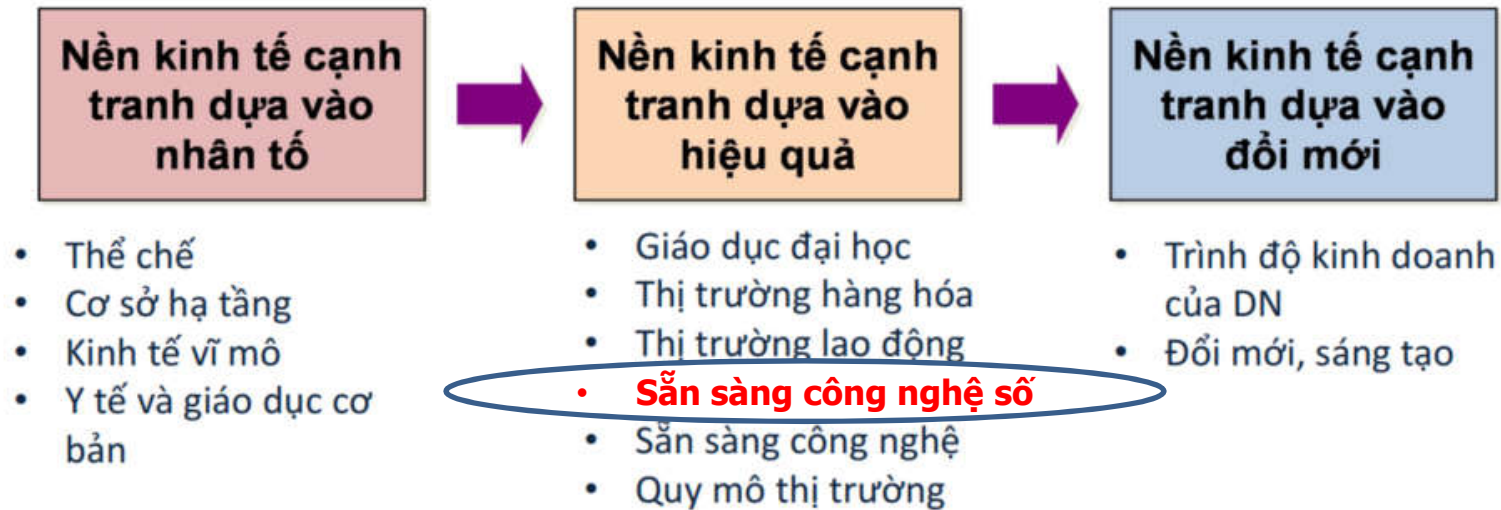 Nền kinh tế cạnh
tranh dựa vào
nhân tố
• Thể chế
• Cơ sở hạ tầng
• Kinh tế vĩ mô
• Y tế và giáo dục cơ
bản
Nền kinh tế cạnh
tranh dựa vào
hiệu quả
• Giáo dục đại học
• Thị trường hàng hóa
• Thị trường lao động
• Sẵn sàng công nghệ số
• Sẵn sàng công nghệ
• Quy mô thị trường
Nền kinh tế cạnh
tranh dựa vào
đổi mới
• Trình độ kinh doanh
của DN
• Đổi mới, sáng tạo